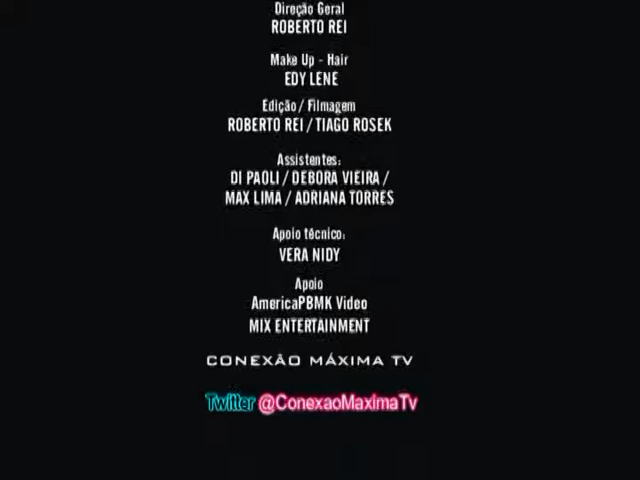 Direção Geral
ROBERTO REI
Make Up - Hair
EDY LENE
Edição / Filmagem
ROBERTO REI / TIAGO ROSEK
Assistentes:
DI PAOLI / DEBORA VIEIRA /
MAX LIMA / ADRIANA TORRES
Apoio técnico:
VERA NIDY
Apoio
AmericaPBMK Video
MIX ENTERTAINMENT
CONEXÃO MÁXIMA TV
Twitter @ConexaoMaximaTv